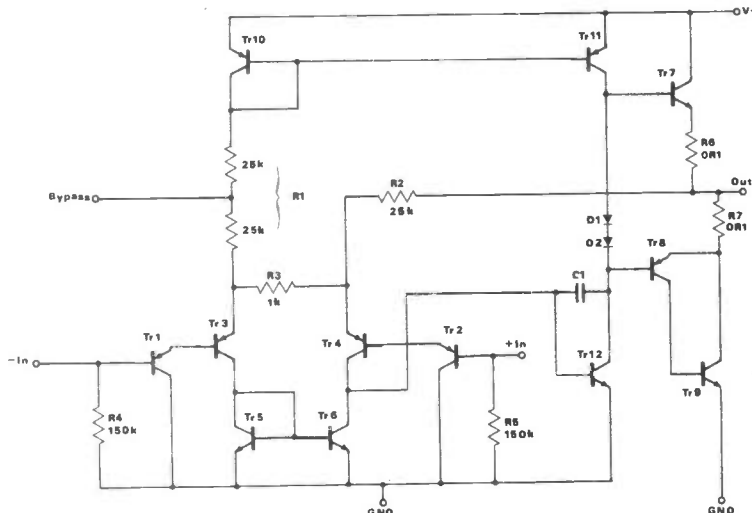 Tr10
Tr11
V+
Tr7
R6
0R1
25k
Bypass
R1
R2
25k
Out
25k
R7
0R1
D1
D2
Tr8
C1
R3
1k
-In
Tr1
Tr3
Tr4
Tr2
+In
Tr12
Tr9
R4
150k
Tr5
Tr6
R5
150k
GND
GND